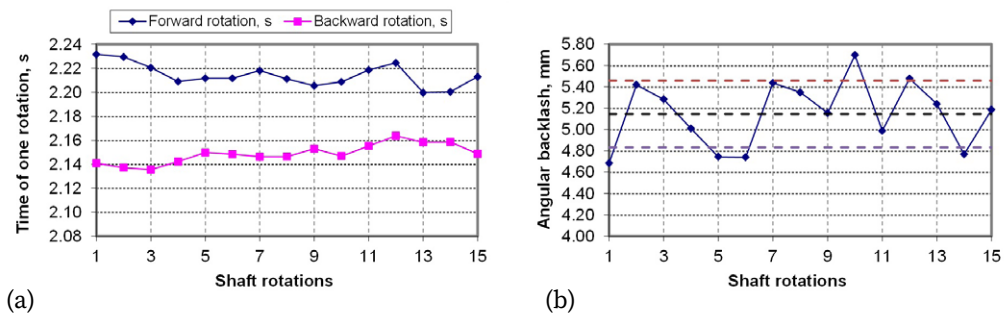 Forward rotation, s Backward rotation, s
Time of one rotation, s
2.24
2.22
2.20
2.18
2.16
2.14
2.12
2.10
2.08
1 3 5 7 9 11 13 15
Shaft rotations
(a)
Angular backlash, mm
5.80
5.60
5.40
5.20
5.00
4.80
4.60
4.40
4.20
4.00
1 3 5 7 9 11 13 15
Shaft rotations
(b)